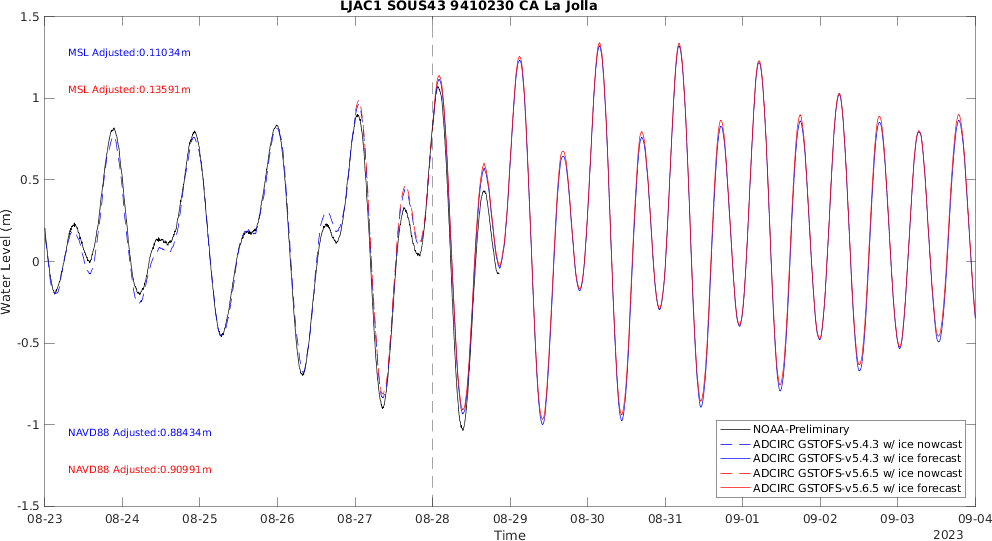 LJAC1 SOUS43 9410230 CA La Jolla
1.5
1
0.5
0
-0.5
-1
-1.5
Water Level (m)
MSL Adjusted:0.11034m
MSL Adjusted:0.13591m
NAVD88 Adjusted:0.88434m
NAVD88 Adjusted:0.90991m
NOAA-Preliminary
ADCIRC GSTOFS-v5.4.3 w/ ice nowcast
ADCIRC GSTOFS-v5.4.3 w/ ice forecast
ADCIRC GSTOFS-v5.6.5 w/ ice nowcast
ADCIRC GSTOFS-v5.6.5 w/ ice forecast
08-23 08-24 08-25 08-26 08-27 08-28 08-29 08-30 08-31 09-01 09-02 09-03 09-04
Time
2023